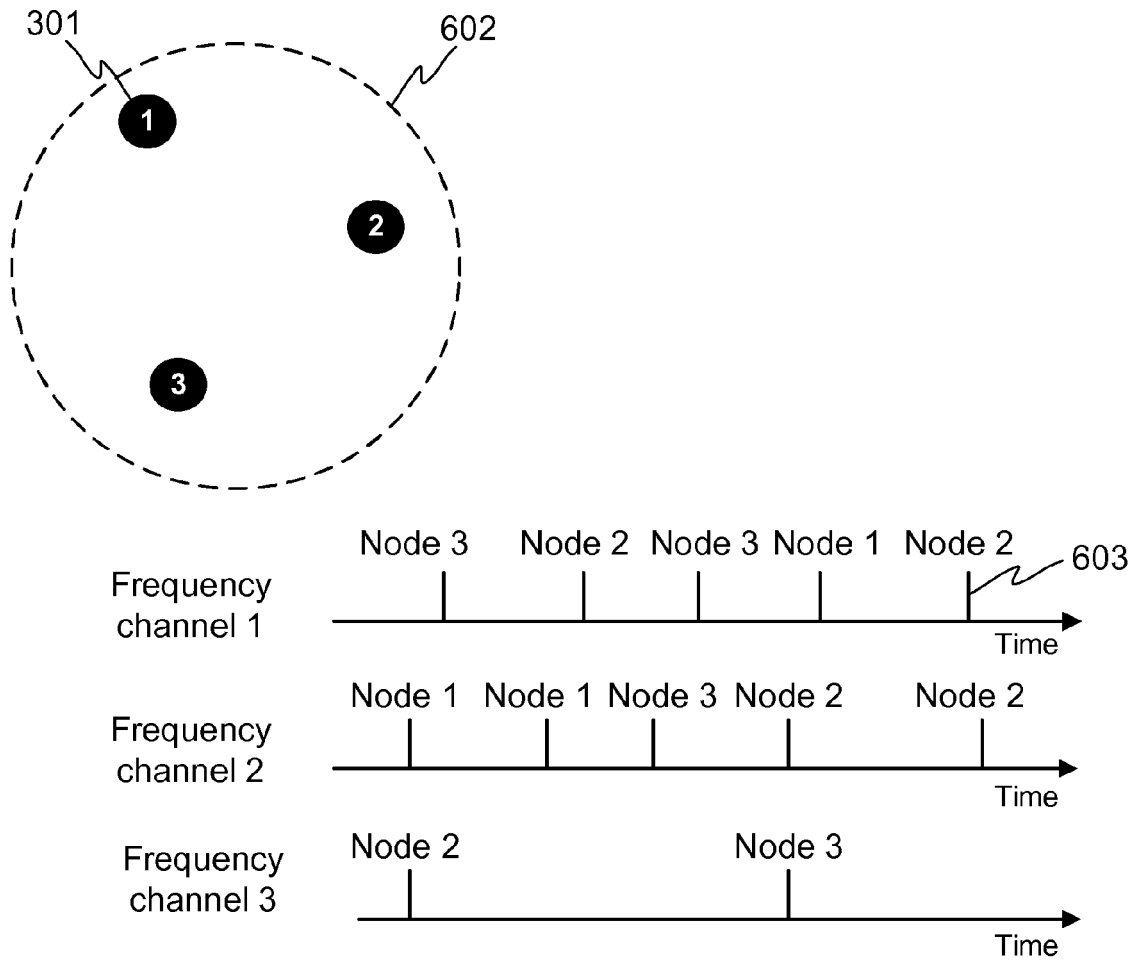 301
602
1
2
3
Node 3 Node 2 Node 3 Node 1 Node 2
603
Frequency
channel 1
Time
Node 1 Node 1 Node 3 Node 2 Node 2
Frequency
channel 2
Time
Node 2 Node 3
Frequency
channel 3
Time